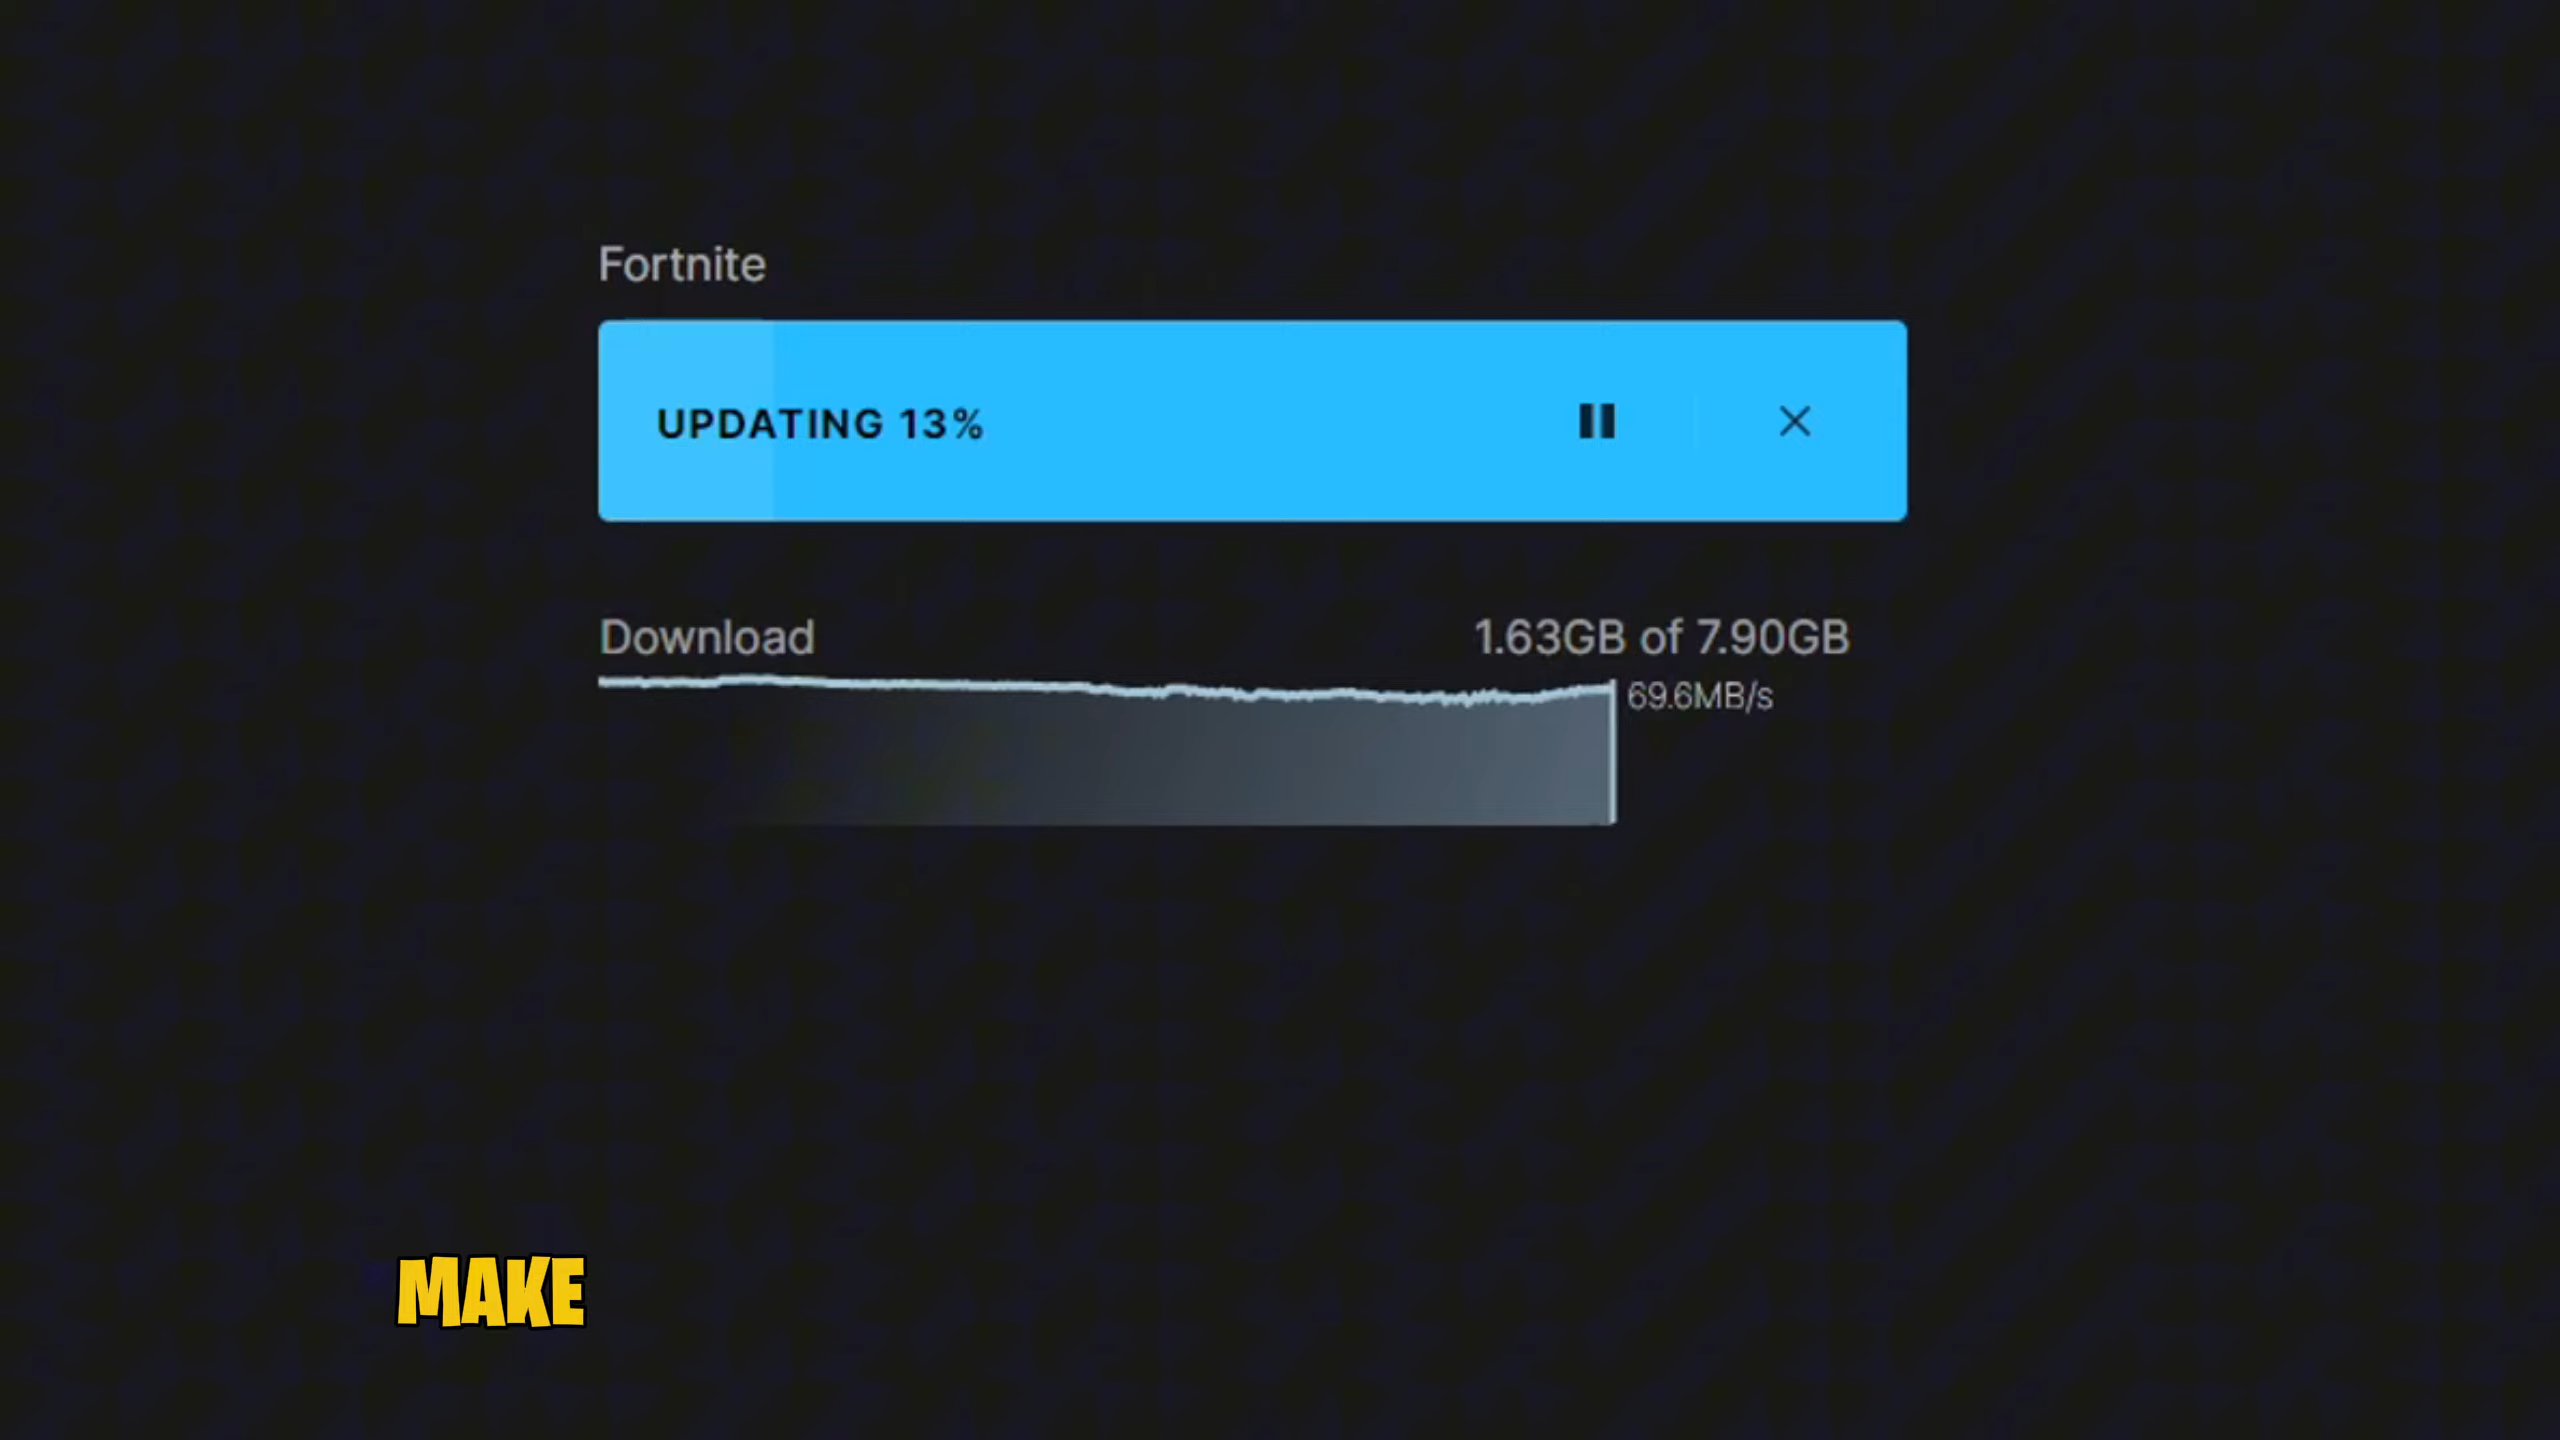 Fortnite
UPDATING 13%
Download
1.63GB of 7.90GB
69.6MB/s
MAKE